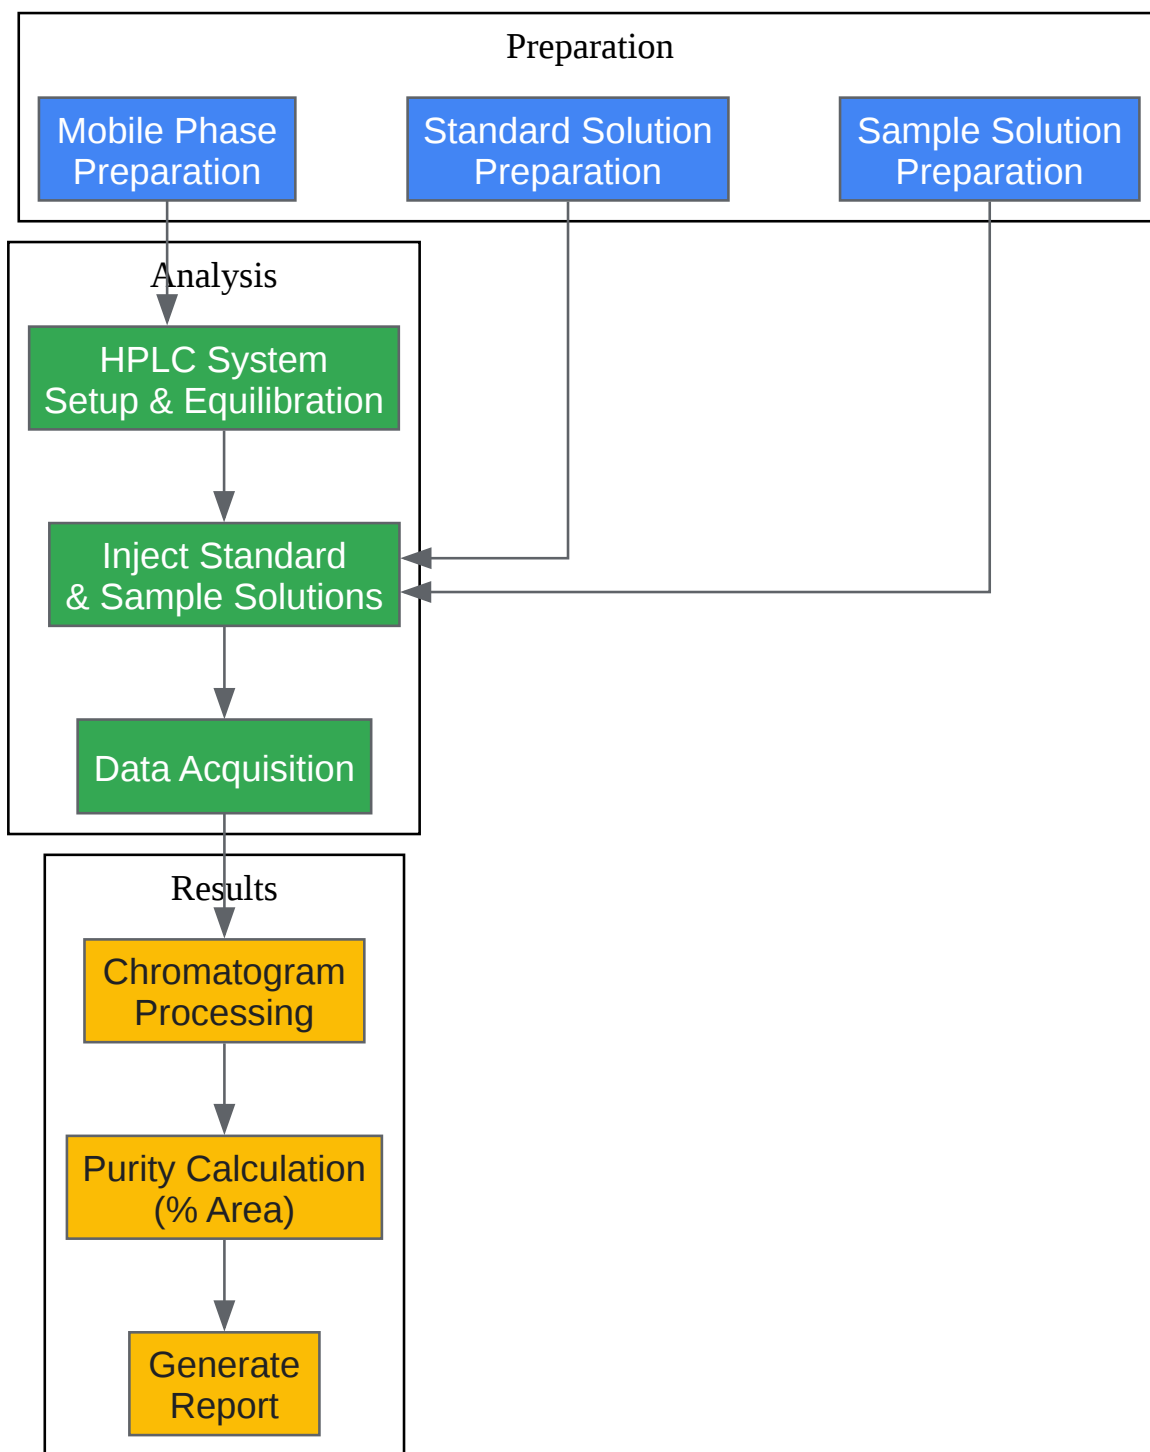 Preparation
Mobile Phase
Preparation
Standard Solution
Preparation
Sample Solution
Preparation
Analysis
HPLC System
Setup & Equilibration
Inject Standard
& Sample Solutions
Data Acquisition
Results
Chromatogram
Processing
Purity Calculation
(% Area)
Generate
Report